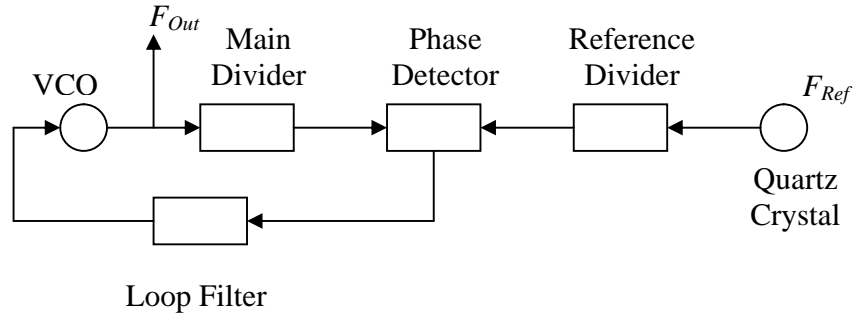 F_Out
Main
Divider
Phase
Detector
Reference
Divider
VCO
F_Ref
Quartz
Crystal
Loop Filter